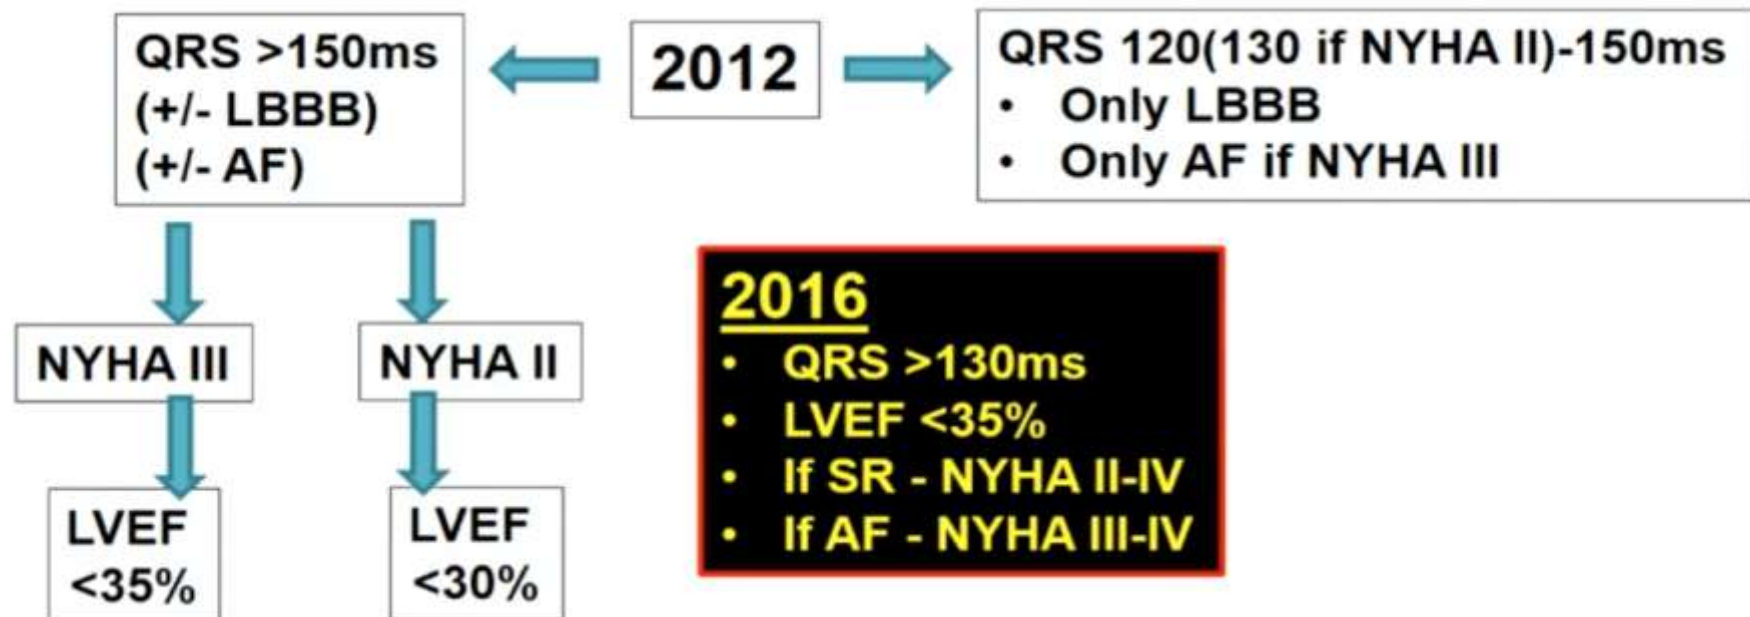 QRS >150ms
(+/- LBBB)
(+/- AF)
2012
QRS 120(130 if NYHA II)-150ms
• Only LBBB
• Only AF if NYHA III
NYHA III
NYHA II
LVEF
<35%
LVEF
<30%
2016
• QRS >130ms
• LVEF <35%
• If SR - NYHA II-IV
• If AF - NYHA III-IV